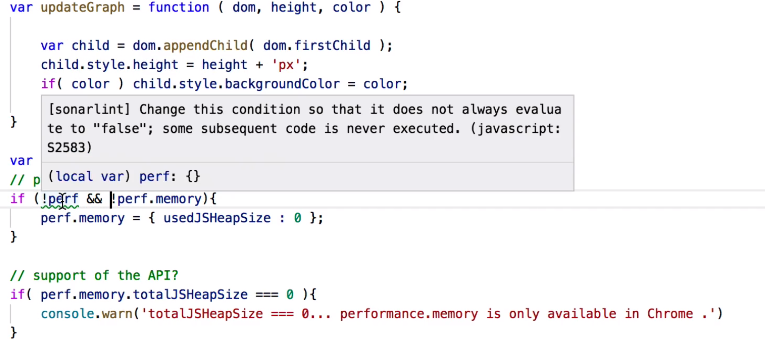 var updateGraph = function ( dom, height, color ) {
var child = dom.appendChild( dom.firstChild );
child.style.height = height + 'px';
if( color ) child.style.backgroundColor = color;
[sonarlint] Change this condition so that it does not always evalua
te to "false"; some subsequent code is never executed. (javascript:
S2583)
}
var
(local var) perf: {}
// p
if (!perf && !perf.memory){
perf.memory = { usedJSHeapSize : 0 };
}
// support of the API?
if( perf.memory.totalJSHeapSize === 0 ){
console.warn('totalJSHeapSize === 0... performance.memory is only available in Chrome .')
}